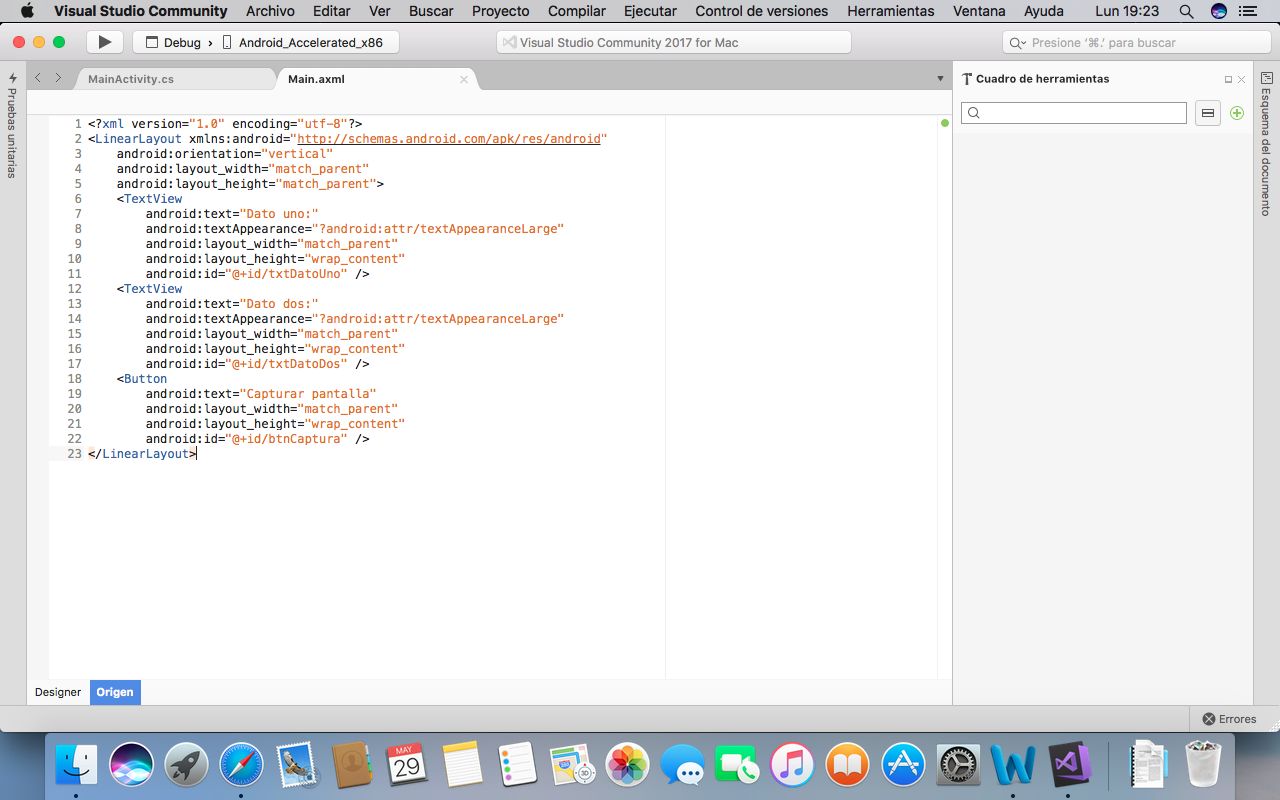 Visual Studio Community Archivo Editar Ver Buscar Proyecto Compilar Ejecutar Control de versiones Herramientas Ventana Ayuda Lun 19:23
Debug › Android_Accelerated_x86 Visual Studio Community 2017 for Mac Presione ‘⌘.’ para buscar
Pruebas unitarias
MainActivity.cs Main.axml
Cuadro de herramientas
Esquema del documento
1 <?xml version="1.0" encoding="utf-8"?>
2 <LinearLayout xmlns:android="http://schemas.android.com/apk/res/android"
3     android:orientation="vertical"
4     android:layout_width="match_parent"
5     android:layout_height="match_parent">
6     <TextView
7         android:text="Dato uno:"
8         android:textAppearance="?android:attr/textAppearanceLarge"
9         android:layout_width="match_parent"
10         android:layout_height="wrap_content"
11         android:id="@+id/txtDatoUno" />
12     <TextView
13         android:text="Dato dos:"
14         android:textAppearance="?android:attr/textAppearanceLarge"
15         android:layout_width="match_parent"
16         android:layout_height="wrap_content"
17         android:id="@+id/txtDatoDos" />
18     <Button
19         android:text="Capturar pantalla"
20         android:layout_width="match_parent"
21         android:layout_height="wrap_content"
22         android:id="@+id/btnCaptura" />
23 </LinearLayout>
Designer Origen
Errores
MAY
29
3D